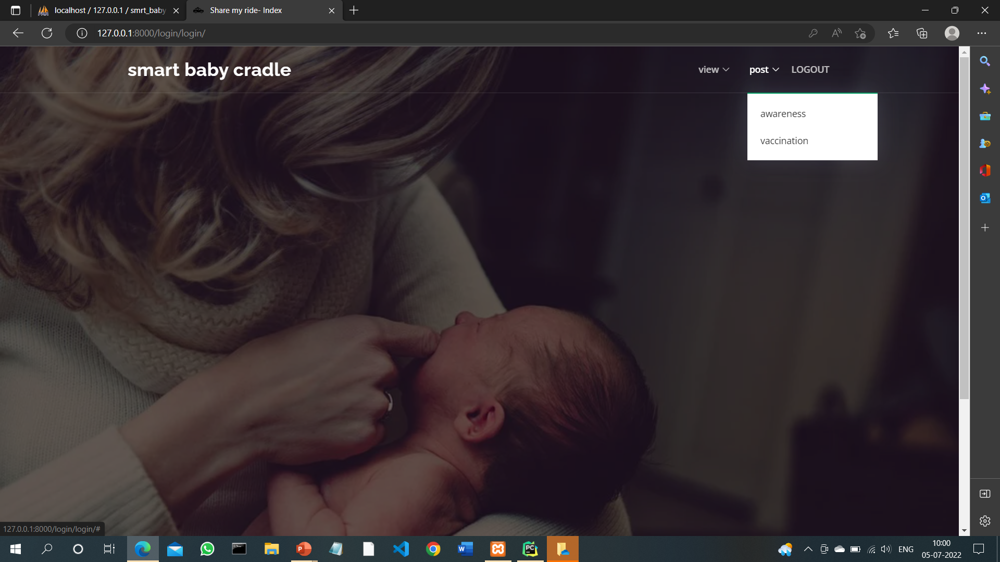 localhost / 127.0.0.1 / smrt_baby
Share my ride- Index
127.0.0.1:8000/login/login/
smart baby cradle
view
post
LOGOUT
awareness
vaccination
127.0.0.1:8000/login/login/#
ENG
10:00
05-07-2022